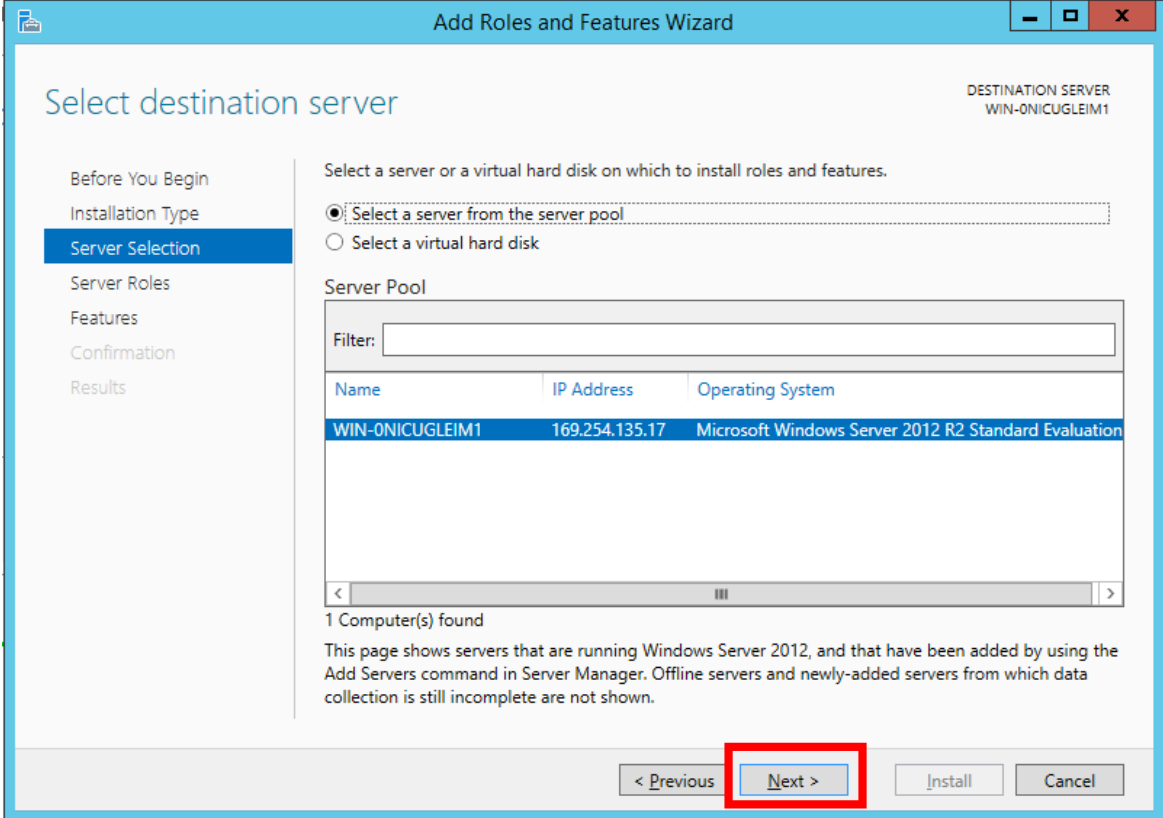 Add Roles and Features Wizard
Select destination server
DESTINATION SERVER
WIN-0NICUGLEIM1
Before You Begin
Installation Type
Server Selection
Server Roles
Features
Confirmation
Results
Select a server or a virtual hard disk on which to install roles and features.
Select a server from the server pool
Select a virtual hard disk
Server Pool
Filter:
Name IP Address Operating System
WIN-0NICUGLEIM1 169.254.135.17 Microsoft Windows Server 2012 R2 Standard Evaluation
1 Computer(s) found
This page shows servers that are running Windows Server 2012, and that have been added by using the
Add Servers command in Server Manager. Offline servers and newly-added servers from which data
collection is still incomplete are not shown.
< Previous Next > Install Cancel